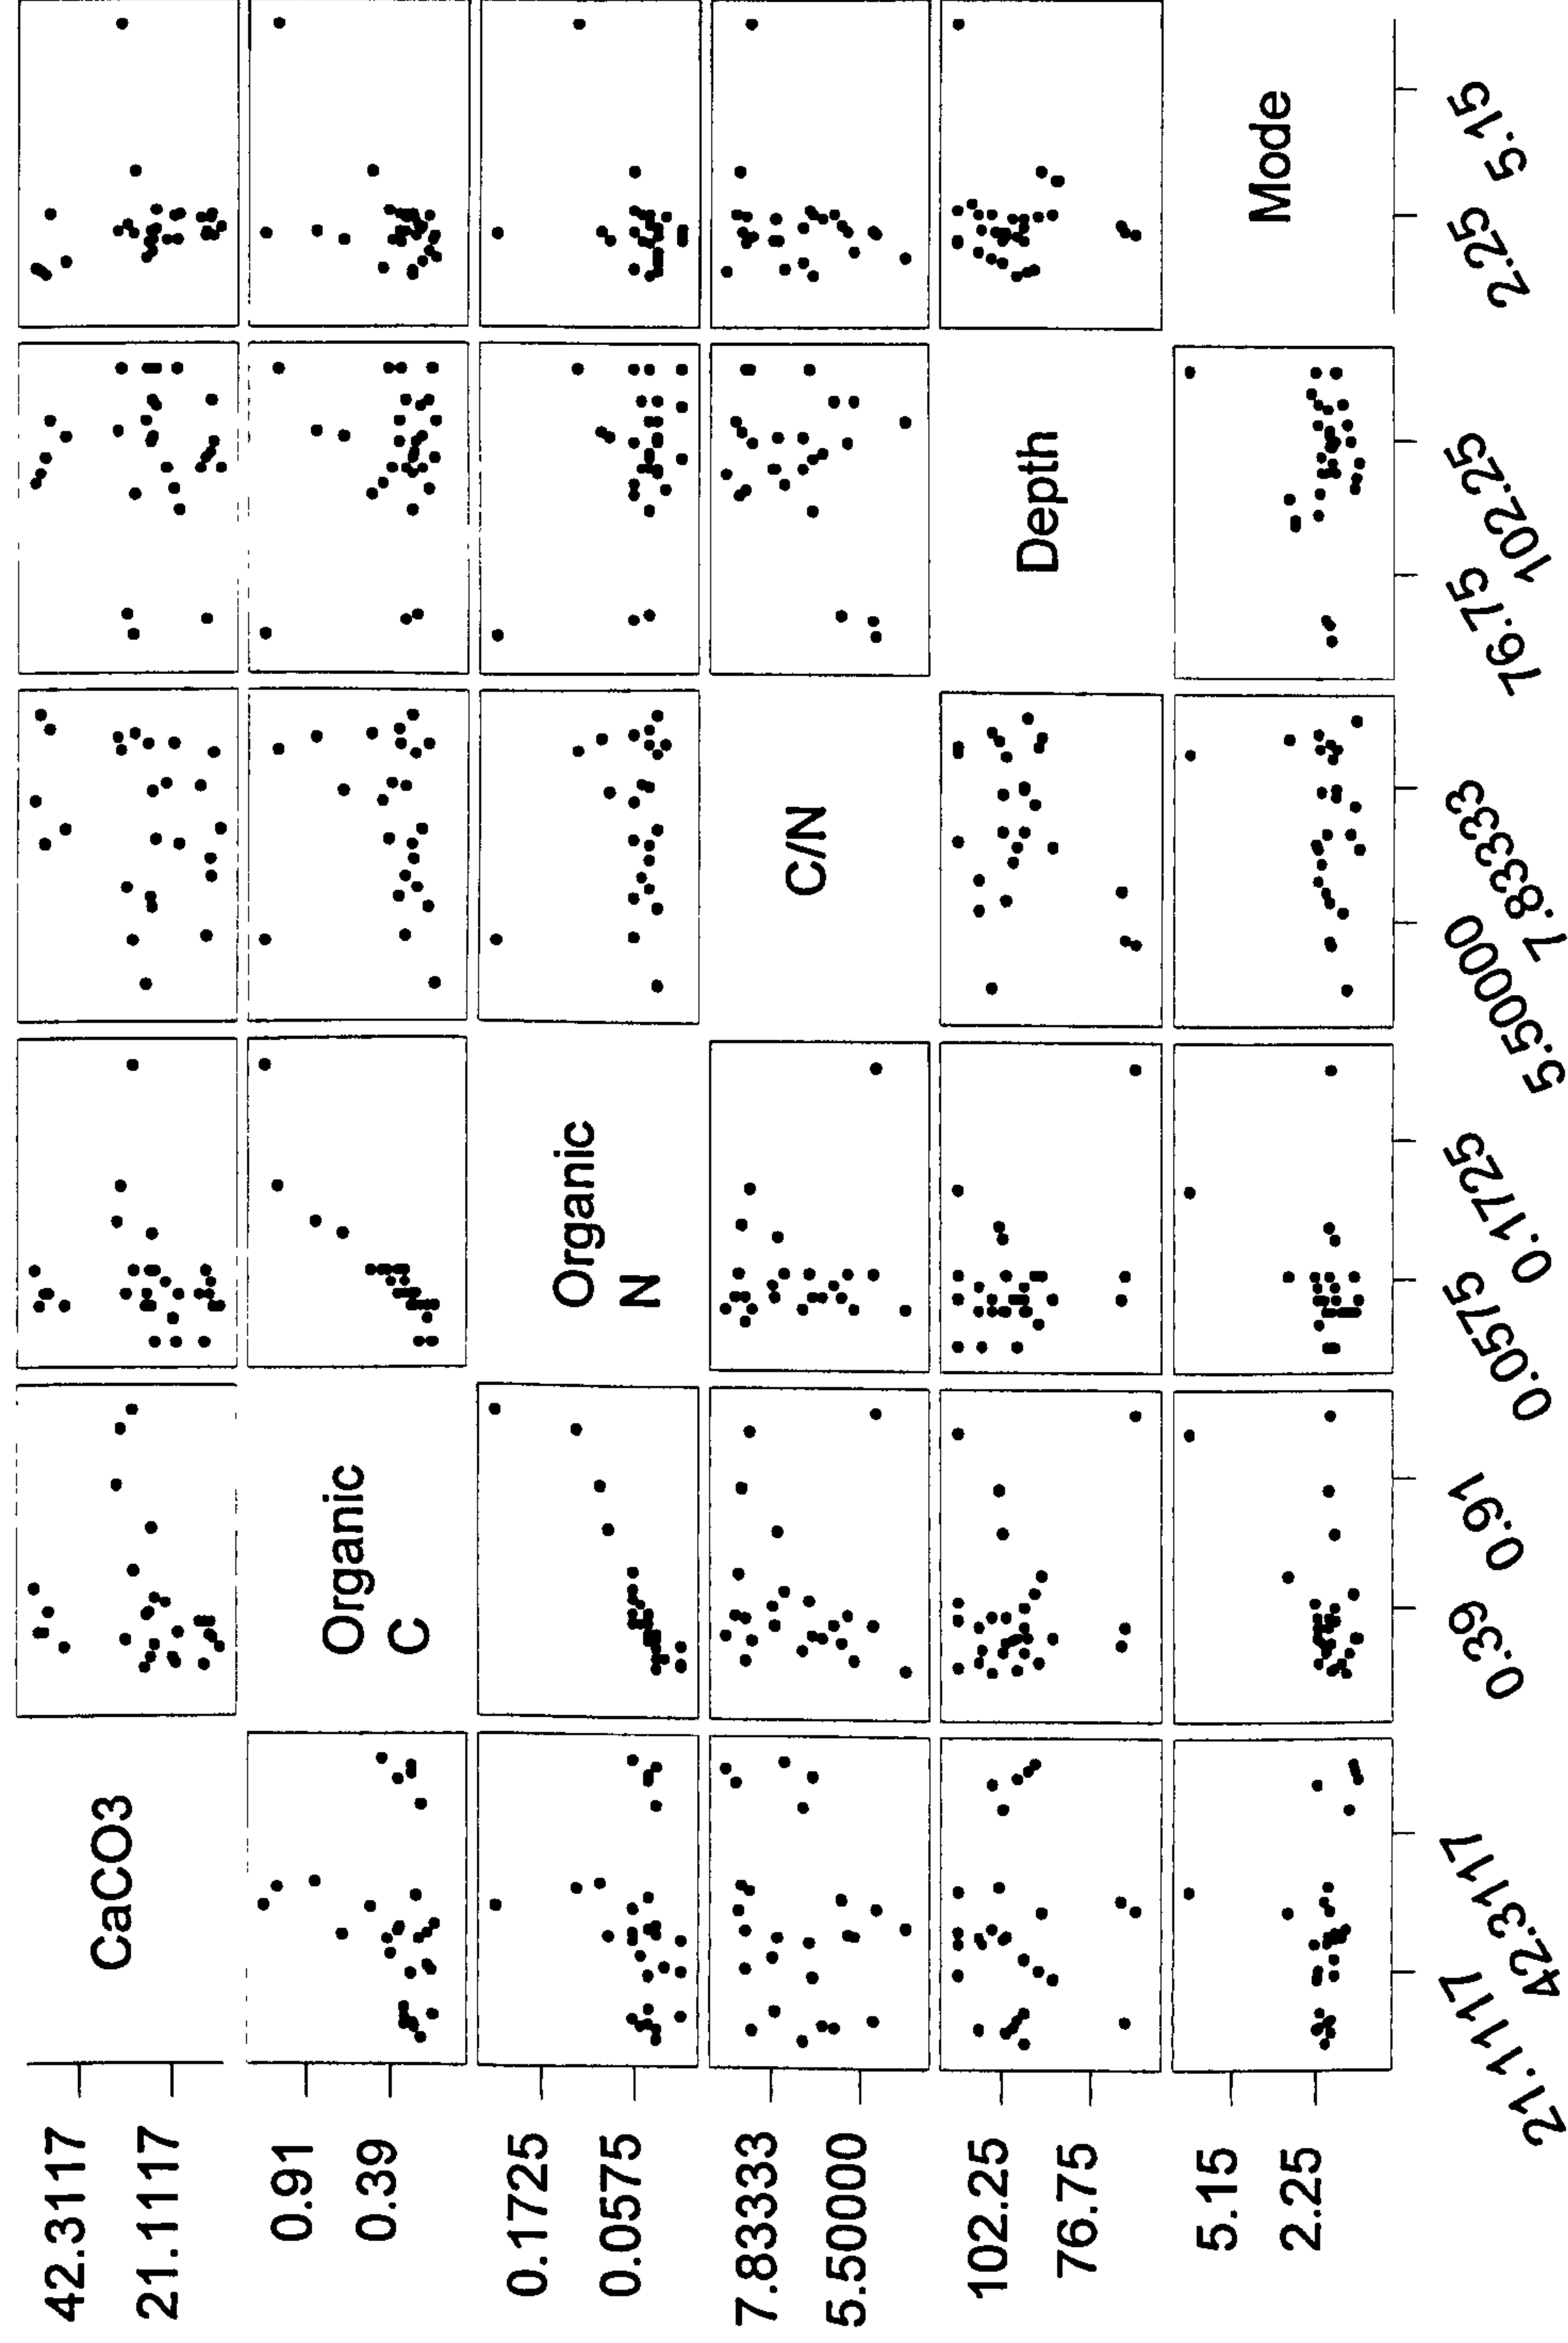 42.3117
CaCO3
21.1117
0.91
Organic
C
0.39
0.1725
Organic
N
0.0575
7.83333
C/N
5.50000
102.25
Depth
76.75
5.15
Mode
2.25
21.1117 42.3117 0.39 0.91 0.0575 0.1725 5.50000 7.83333 76.75 102.25 2.25 5.15